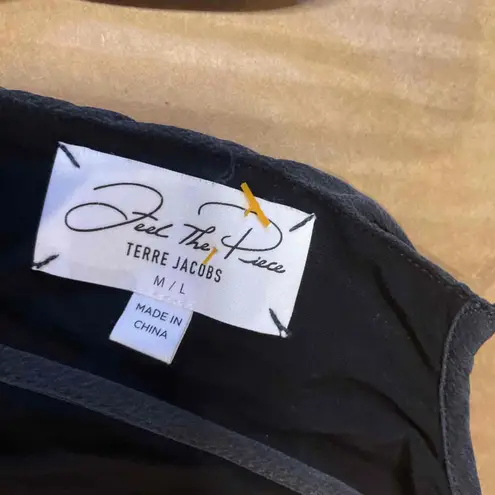 Feel The Piece
TERRE JACOBS
M / L
MADE IN
CHINA